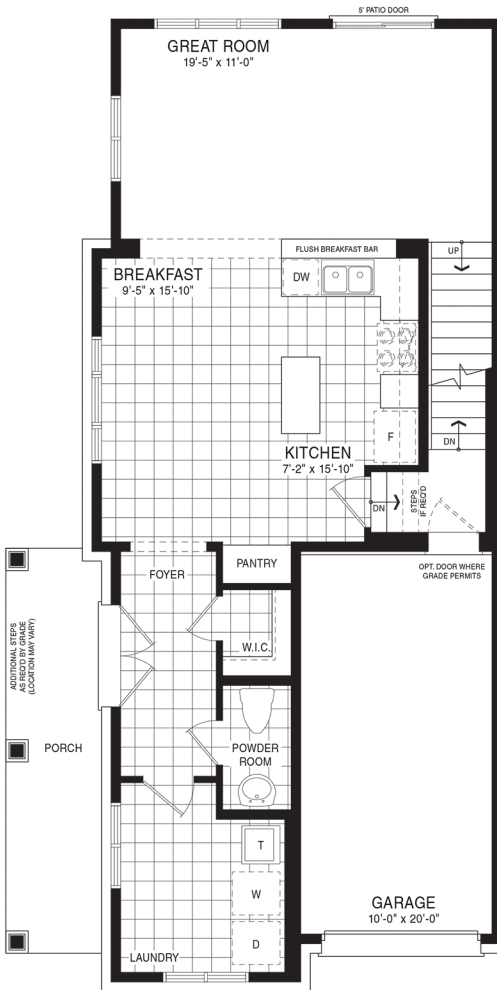 5' PATIO DOOR
GREAT ROOM
19'-5" x 11'-0"
FLUSH BREAKFAST BAR
UP
BREAKFAST
9'-5" x 15'-10"
DW
F
DN
KITCHEN
7'-2" x 15'-10"
DN
STEPS
IF REQ'D
PANTRY
OPT. DOOR WHERE
GRADE PERMITS
FOYER
W.I.C.
ADDITIONAL STEPS
AS REQ'D BY GRADE
(LOCATION MAY VARY)
PORCH
POWDER
ROOM
T
W
D
LAUNDRY
GARAGE
10'-0" x 20'-0"